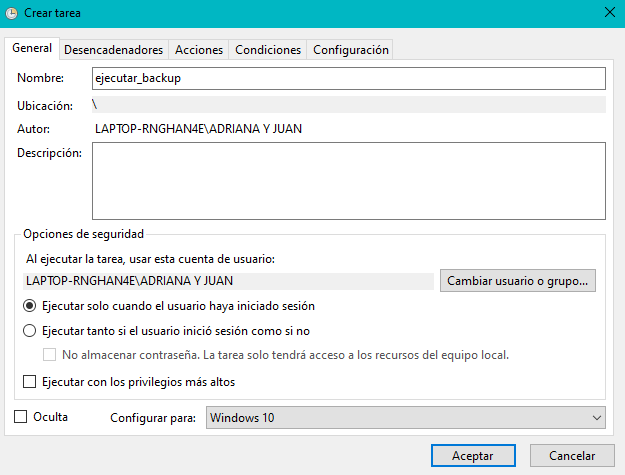 Crear tarea
General Desencadenadores Acciones Condiciones Configuración
Nombre: ejecutar_backup
Ubicación: \
Autor: LAPTOP-RNGHAN4E\ADRIANA Y JUAN
Descripción:
Opciones de seguridad
Al ejecutar la tarea, usar esta cuenta de usuario:
LAPTOP-RNGHAN4E\ADRIANA Y JUAN Cambiar usuario o grupo...
Ejecutar solo cuando el usuario haya iniciado sesión
Ejecutar tanto si el usuario inició sesión como si no
No almacenar contraseña. La tarea solo tendrá acceso a los recursos del equipo local.
Ejecutar con los privilegios más altos
Oculta Configurar para: Windows 10
Aceptar Cancelar